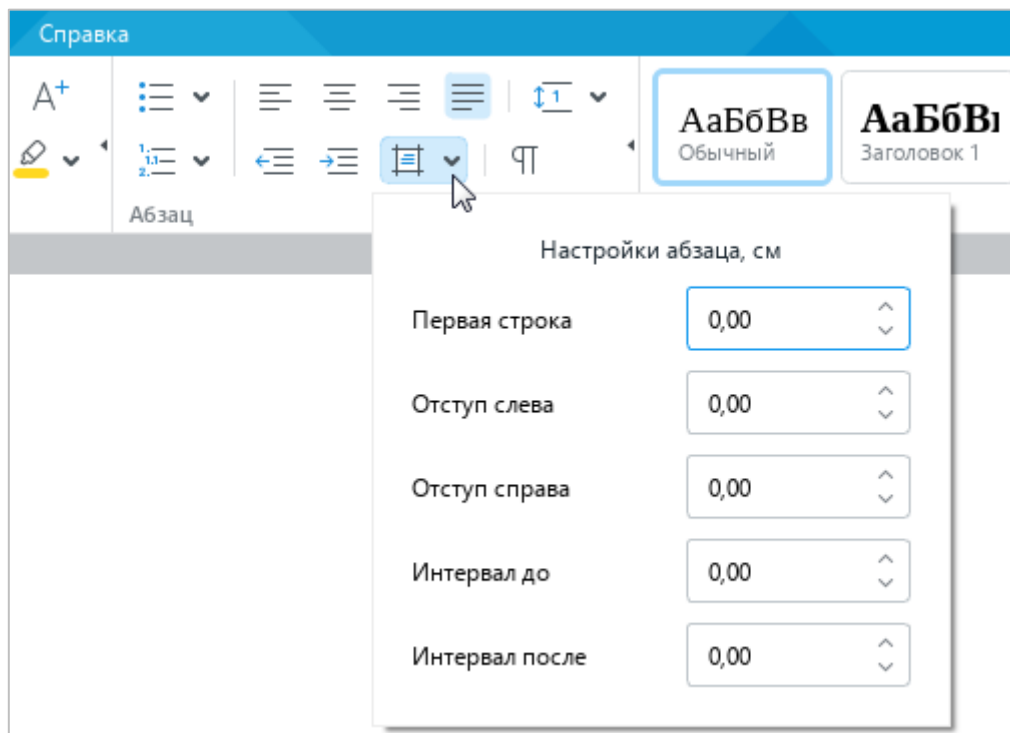 Справка
АаБбВв
Обычный
АаБбВ
Заголовок 1
Абзац
Настройки абзаца, см
Первая строка 0,00
Отступ слева 0,00
Отступ справа 0,00
Интервал до 0,00
Интервал после 0,00